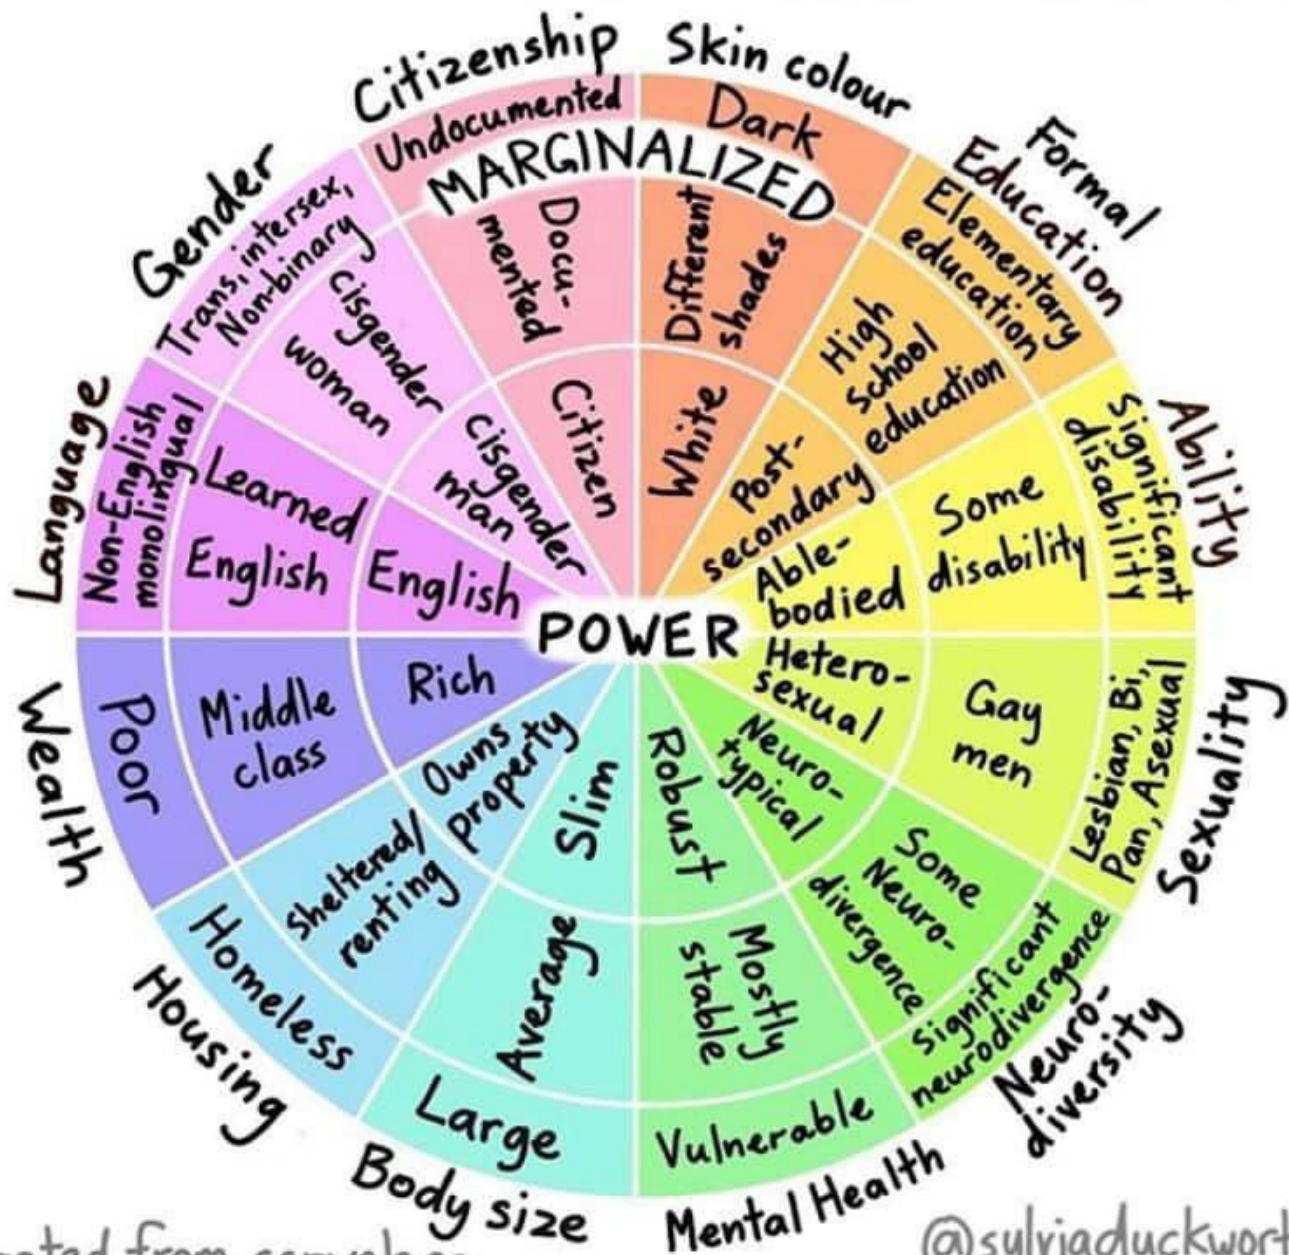 Citizenship
Undocumented
Docu-
mented
Citizen
Skin colour
Dark
Different
shades
White
Formal
Education
Elementary
education
High
school
education
Post-
secondary
Ability
Significant
disability
Some
disability
Able-
bodied
Sexuality
Lesbian, Bi,
Pan, Asexual
Gay
men
Hetero-
sexual
Neuro-
diversity
Significant
neurodivergence
Some
Neuro-
divergence
Neuro-
typical
Mental Health
Vulnerable
Mostly
stable
Robust
Body size
Large
Average
Slim
Housing
Homeless
Sheltered/
renting
Owns
property
Wealth
Poor
Middle
class
Rich
Language
Non-English
monolingual
Learned
English
English
Gender
Trans, intersex,
Non-binary
cisgender
woman
cisgender
man
MARGINALIZED
POWER
from
@sylviaduckwort